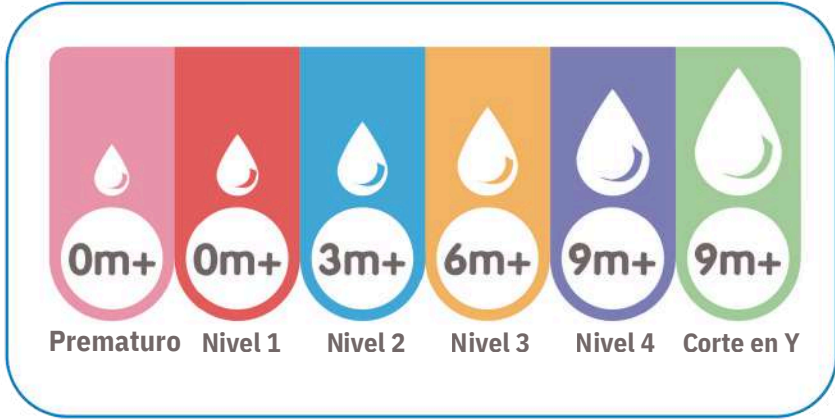 0m+ 0m+ 3m+ 6m+ 9m+ 9m+
Prematuro Nivel 1 Nivel 2 Nivel 3 Nivel 4 Corte en Y